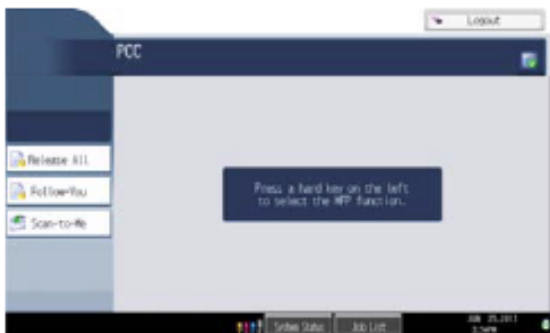 Logout
PCC
Release All
Follow-You
Scan-to-Me
Press a hard key on the left
to select the MFP function.
System Status
Job List